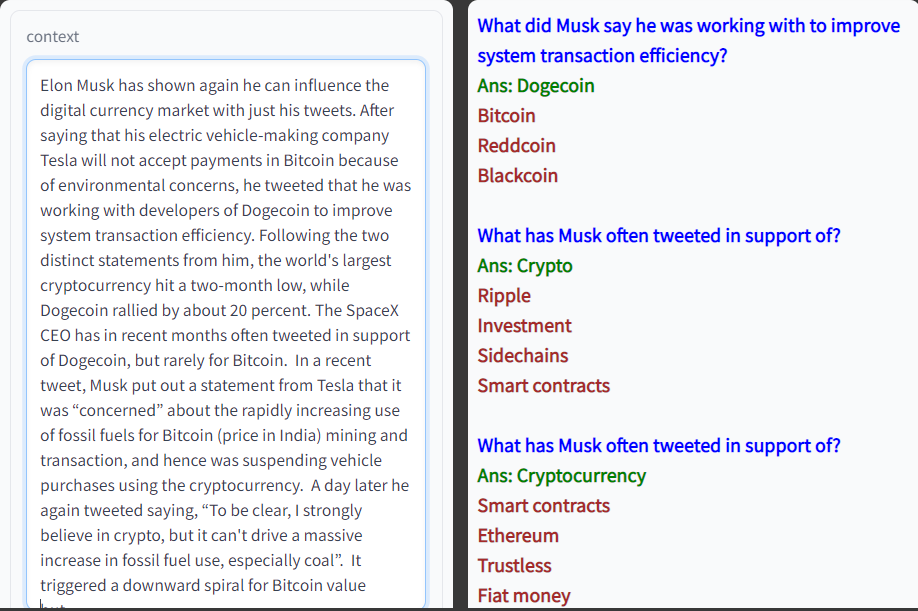 context
Elon Musk has shown again he can influence the
digital currency market with just his tweets. After
saying that his electric vehicle-making company
Tesla will not accept payments in Bitcoin because
of environmental concerns, he tweeted that he was
working with developers of Dogecoin to improve
system transaction efficiency. Following the two
distinct statements from him, the world's largest
cryptocurrency hit a two-month low, while
Dogecoin rallied by about 20 percent. The SpaceX
CEO has in recent months often tweeted in support
of Dogecoin, but rarely for Bitcoin.  In a recent
tweet, Musk put out a statement from Tesla that it
was “concerned” about the rapidly increasing use
of fossil fuels for Bitcoin (price in India) mining and
transaction, and hence was suspending vehicle
purchases using the cryptocurrency.  A day later he
again tweeted saying, “To be clear, I strongly
believe in crypto, but it can't drive a massive
increase in fossil fuel use, especially coal”.  It
triggered a downward spiral for Bitcoin value
What did Musk say he was working with to improve
system transaction efficiency?
Ans: Dogecoin
Bitcoin
Reddcoin
Blackcoin
What has Musk often tweeted in support of?
Ans: Crypto
Ripple
Investment
Sidechains
Smart contracts
What has Musk often tweeted in support of?
Ans: Cryptocurrency
Smart contracts
Ethereum
Trustless
Fiat money